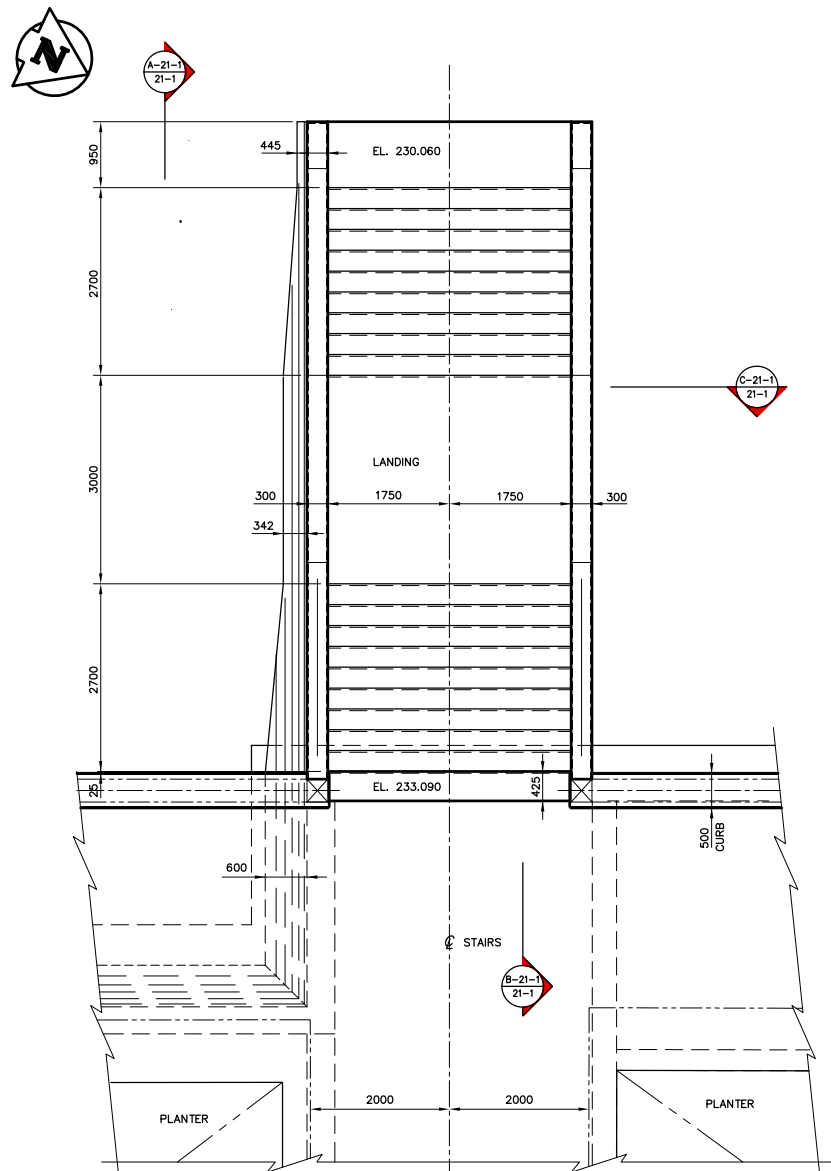 N
A-21-1
21-1
950
445
EL. 230.060
2700
C-21-1
21-1
3000
LANDING
300
1750
1750
300
342
2700
25
EL. 233.090
425
500
CURB
600
℄ STAIRS
B-21-1
21-1
2000
2000
PLANTER
PLANTER